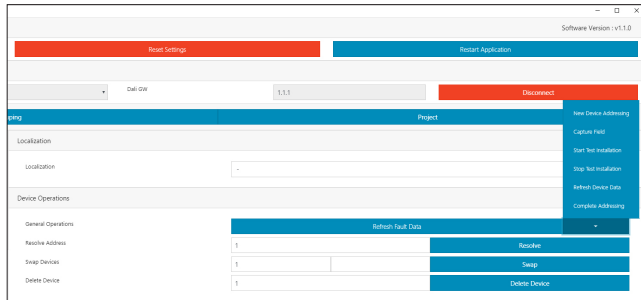 Software Version : v1.1.0
Reset Settings
Restart Application
Dali GW
1.1.1
Disconnect
ping
Project
New Device Addressing
Capture Field
Start Test Installation
Stop Test Installation
Refresh Device Data
Complete Addressing
Localization
Localization
-
Device Operations
General Operations
Refresh Fault Data
Resolve Address
1
Resolve
Swap Devices
1
Swap
Delete Device
1
Delete Device